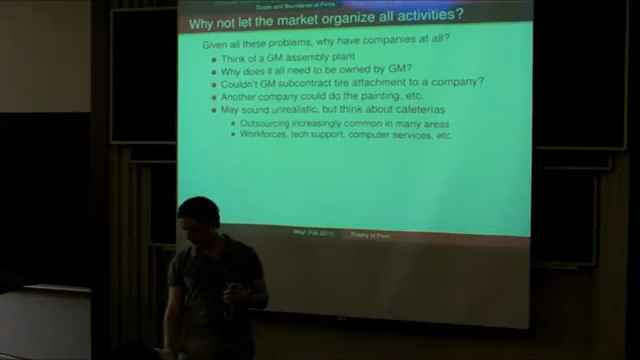 Scope and Boundaries of Firms
Why not let the market organize all activities?
Given all these problems, why have companies at all?
Think of a GM assembly plant
Why does it all need to be owned by GM?
Couldn't GM subcontract tire attachment to a company?
Another company could do the painting, etc.
May sound unrealistic, but think about cafeterias
Outsourcing increasingly common in many areas
Workforces, tech support, computer services, etc.
(Fall 2011) Theory of Firm